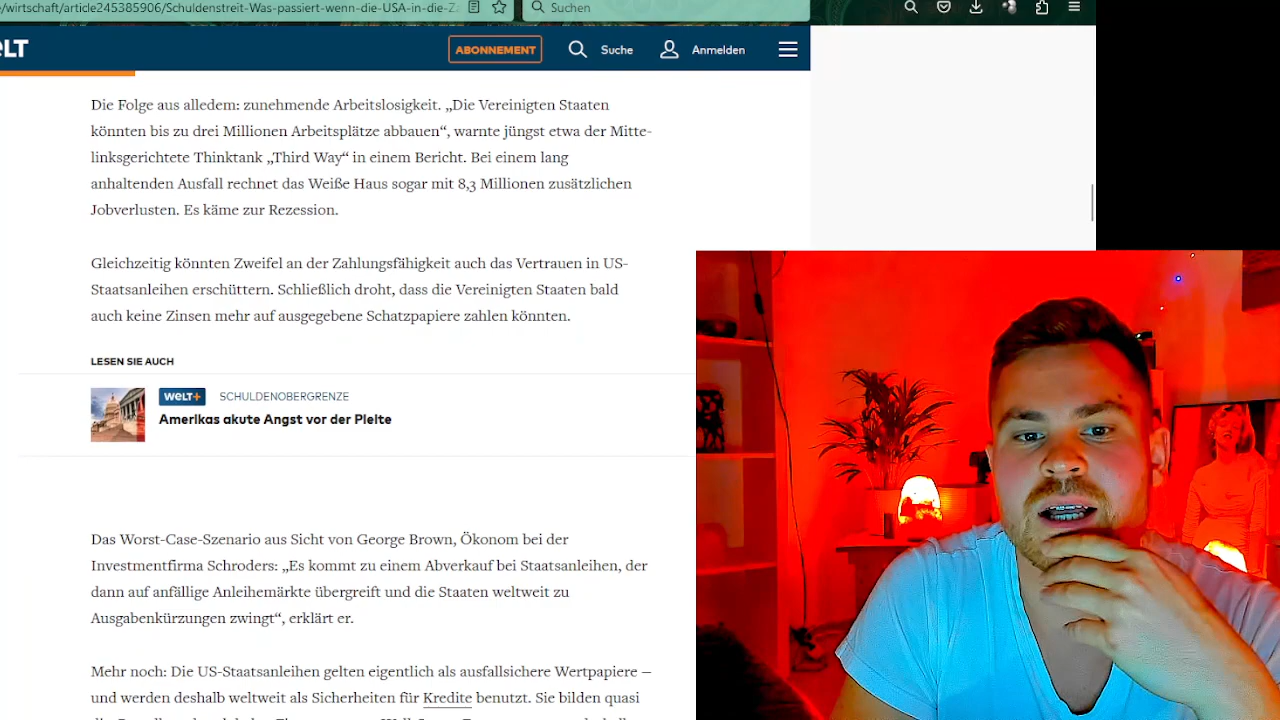 /wirtschaft/article245385906/Schuldenstreit-Was-passiert-wenn-die-USA-in-die-Z
Suchen
ELT
ABONNEMENT
Suche
Anmelden
Die Folge aus alledem: zunehmende Arbeitslosigkeit. „Die Vereinigten Staaten
könnten bis zu drei Millionen Arbeitsplätze abbauen“, warnte jüngst etwa der Mitte-
linksgerichtete Thinktank „Third Way“ in einem Bericht. Bei einem lang
anhaltenden Ausfall rechnet das Weiße Haus sogar mit 8,3 Millionen zusätzlichen
Jobverlusten. Es käme zur Rezession.
Gleichzeitig könnten Zweifel an der Zahlungsfähigkeit auch das Vertrauen in US-
Staatsanleihen erschüttern. Schließlich droht, dass die Vereinigten Staaten bald
auch keine Zinsen mehr auf ausgegebene Schatzpapiere zahlen könnten.
LESEN SIE AUCH
WELT+ SCHULDENOBERGRENZE
Amerikas akute Angst vor der Pleite
Das Worst-Case-Szenario aus Sicht von George Brown, Ökonom bei der
Investmentfirma Schroders: „Es kommt zu einem Abverkauf bei Staatsanleihen, der
dann auf anfällige Anleihemärkte übergreift und die Staaten weltweit zu
Ausgabenkürzungen zwingt“, erklärt er.
Mehr noch: Die US-Staatsanleihen gelten eigentlich als ausfallsichere Wertpapiere –
und werden deshalb weltweit als Sicherheiten für Kredite benutzt. Sie bilden quasi